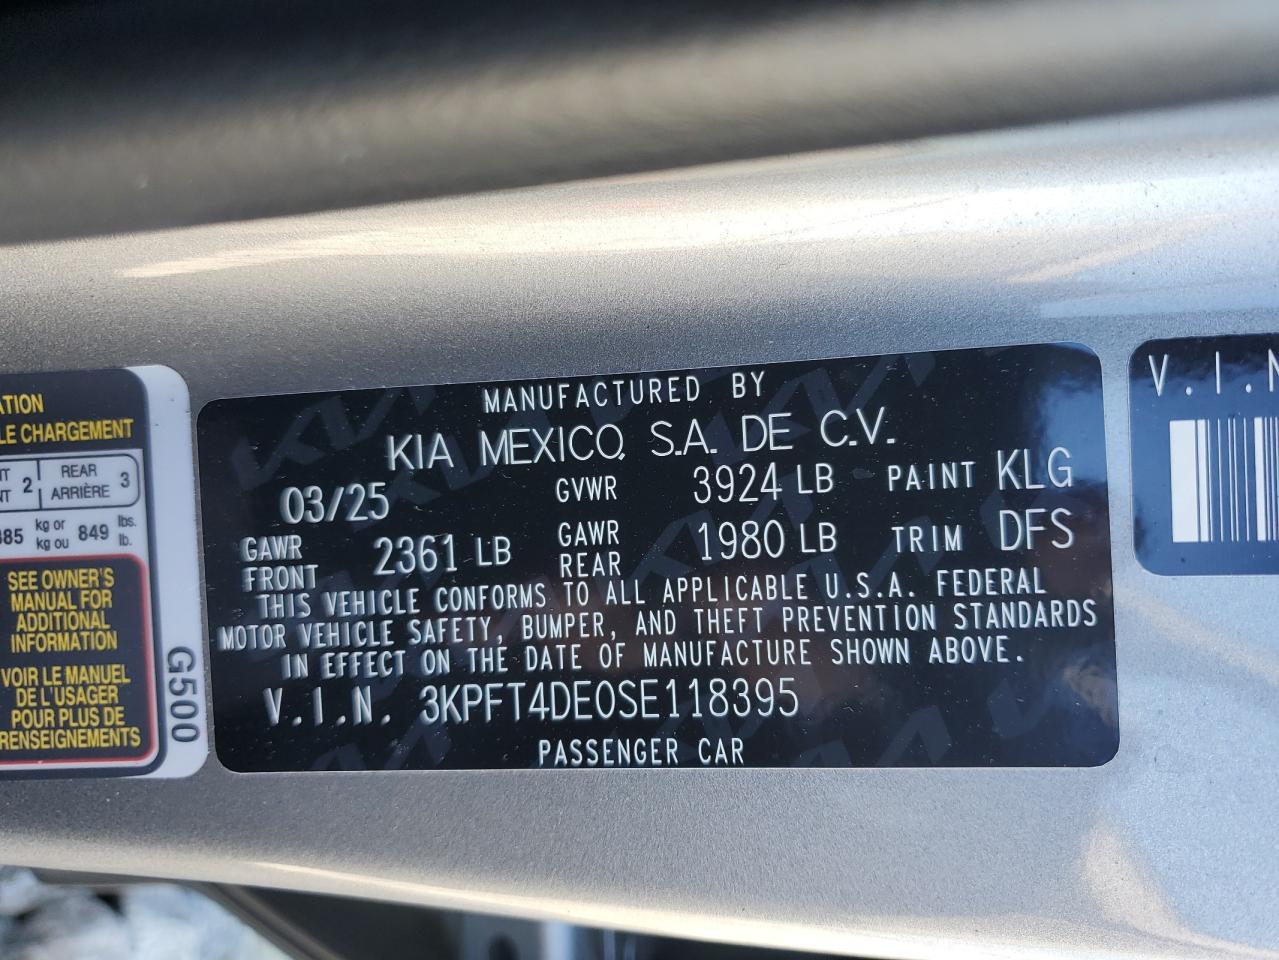 ATION
LE CHARGEMENT
2
REAR
ARRIÈRE 3
385 kg or
kg ou 849 lbs.
lb.
SEE OWNER'S
MANUAL FOR
ADDITIONAL
INFORMATION
VOIR LE MANUEL
DE L'USAGER
POUR PLUS DE
RENSEIGNEMENTS
G500
MANUFACTURED BY
KIA MEXICO, S.A. DE C.V.
03/25 GVWR 3924 LB PAINT KLG
GAWR FRONT 2361 LB GAWR REAR 1980 LB TRIM DFS
THIS VEHICLE CONFORMS TO ALL APPLICABLE U.S.A. FEDERAL
MOTOR VEHICLE SAFETY, BUMPER, AND THEFT PREVENTION STANDARDS
IN EFFECT ON THE DATE OF MANUFACTURE SHOWN ABOVE.
V.I.N. 3KPFT4DE0SE118395
PASSENGER CAR
V.I.N